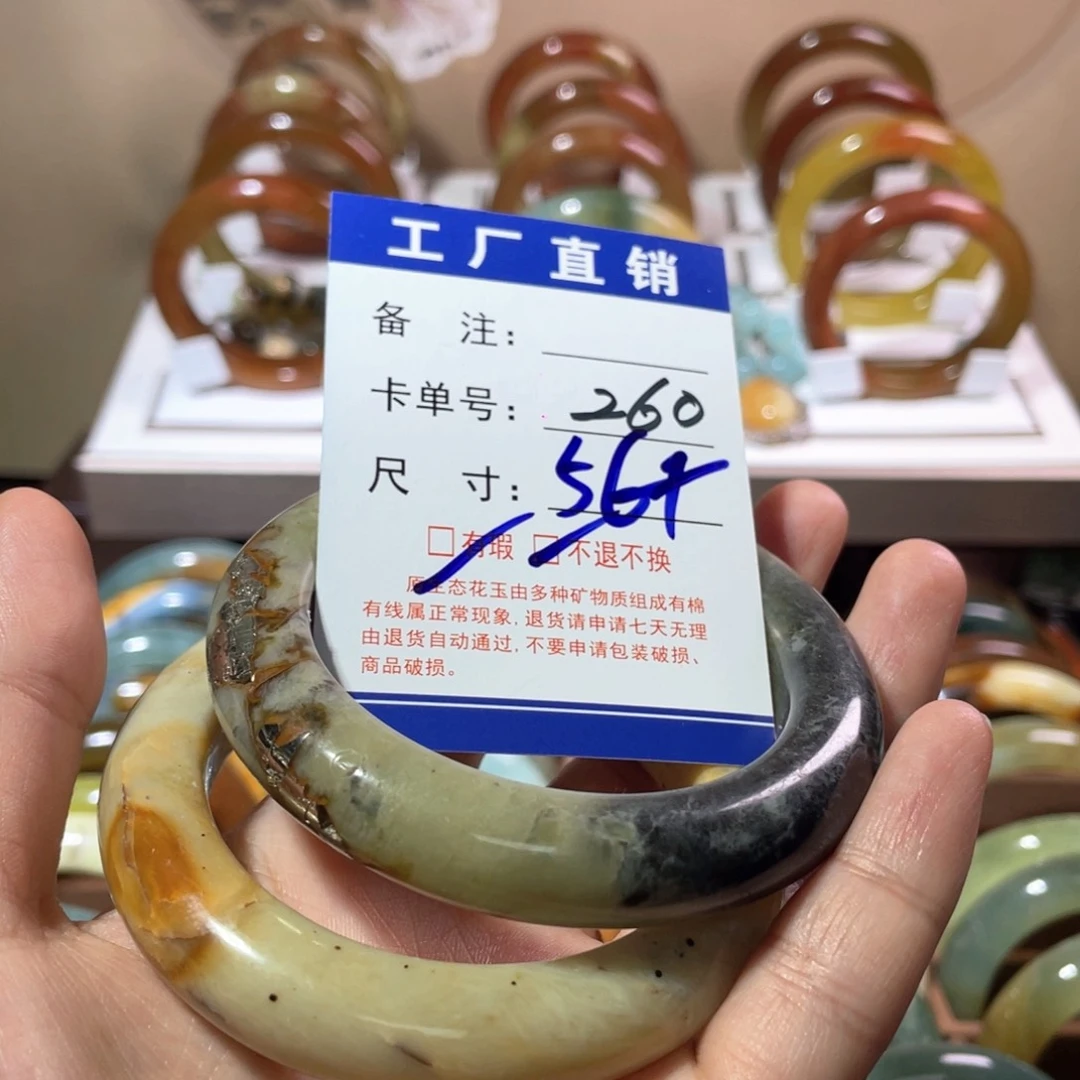 工厂直销
备 注：
卡单号：260
尺 寸：56+
□有瑕 □不退不换
原生态花玉由多种矿物质组成有棉
有线属正常现象，退货请申请七天无理
由退货自动通过，不要申请包装破损、
商品破损。